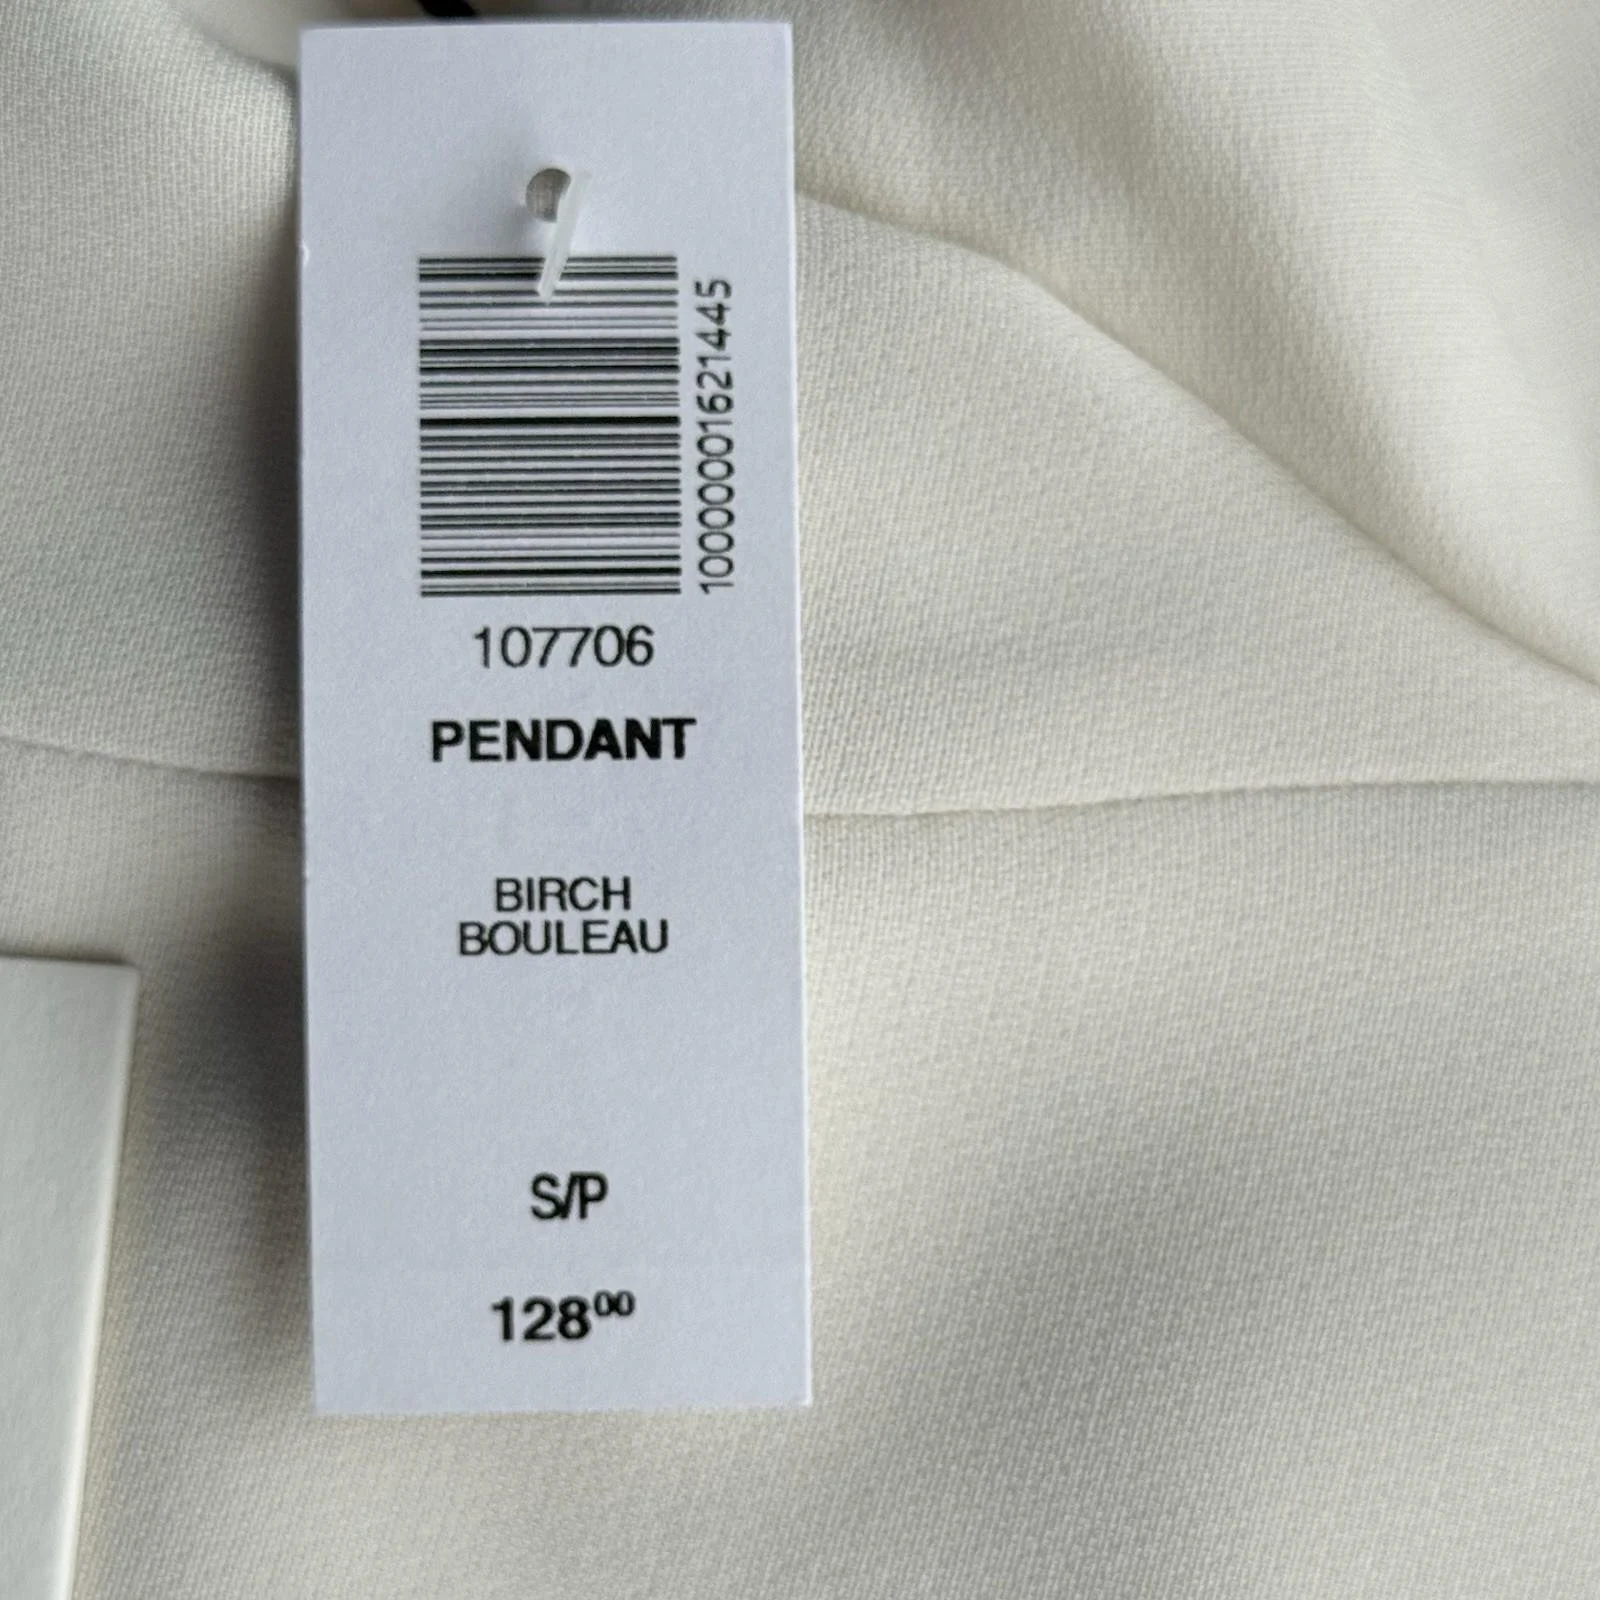 10000001621445
107706
PENDANT
BIRCH
BOULEAU
S/P
128⁰⁰